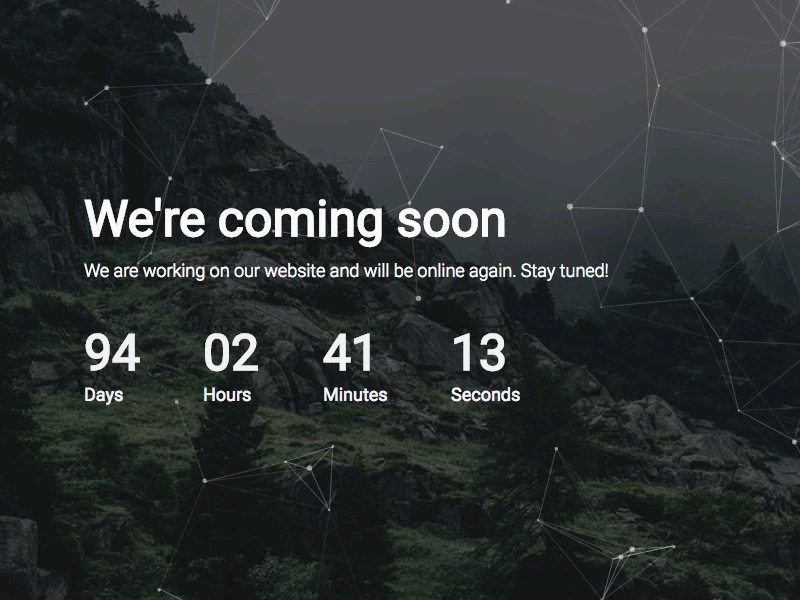 We're coming soon
We are working on our website and will be online again. Stay tuned!
94 02 41 13
Days Hours Minutes Seconds